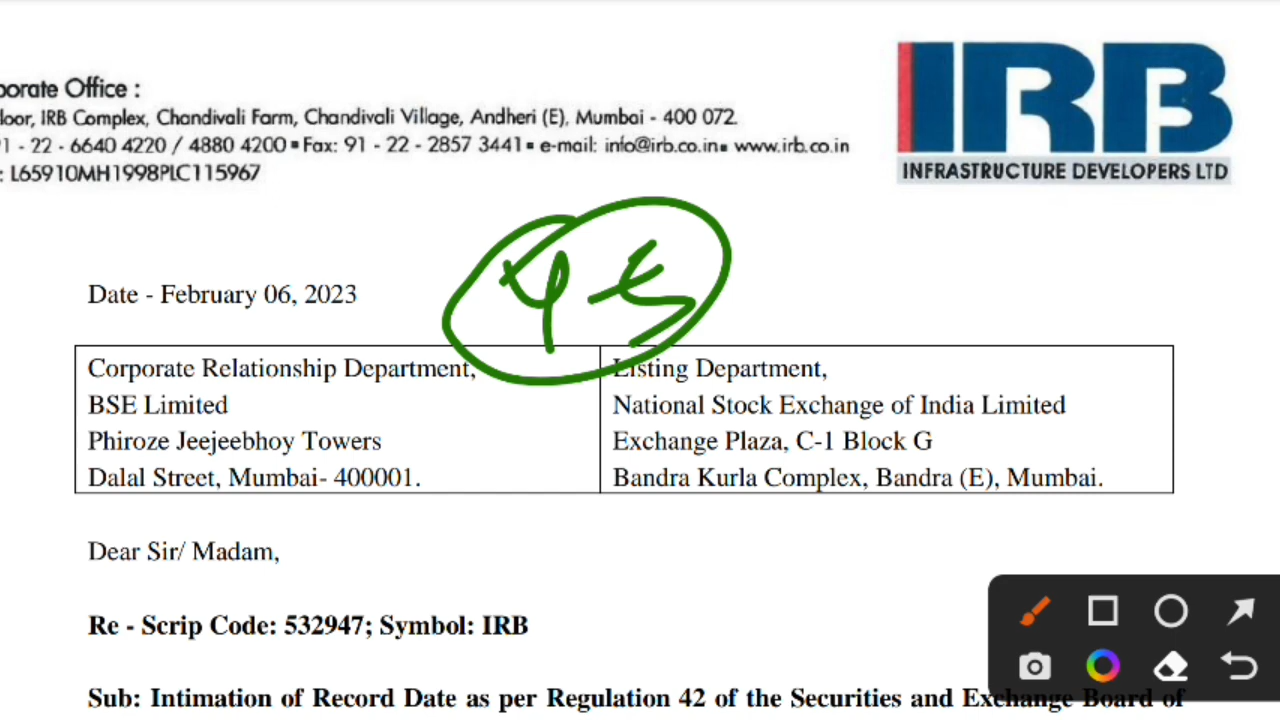 porate Office :
loor, IRB Complex, Chandivali Farm, Chandivali Village, Andheri (E), Mumbai - 400 072.
91 - 22 - 6640 4220 / 4880 4200 ▪ Fax: 91 - 22 - 2857 3441 ▪ e-mail: info@irb.co.in ▪ www.irb.co.in
: L65910MH1998PLC115967
IRB
INFRASTRUCTURE DEVELOPERS LTD
Date - February 06, 2023
Corporate Relationship Department,
BSE Limited
Phiroze Jeejeebhoy Towers
Dalal Street, Mumbai- 400001.
Listing Department,
National Stock Exchange of India Limited
Exchange Plaza, C-1 Block G
Bandra Kurla Complex, Bandra (E), Mumbai.
Dear Sir/ Madam,
Re - Scrip Code: 532947; Symbol: IRB
Sub: Intimation of Record Date as per Regulation 42 of the Securities and Exchange Board of